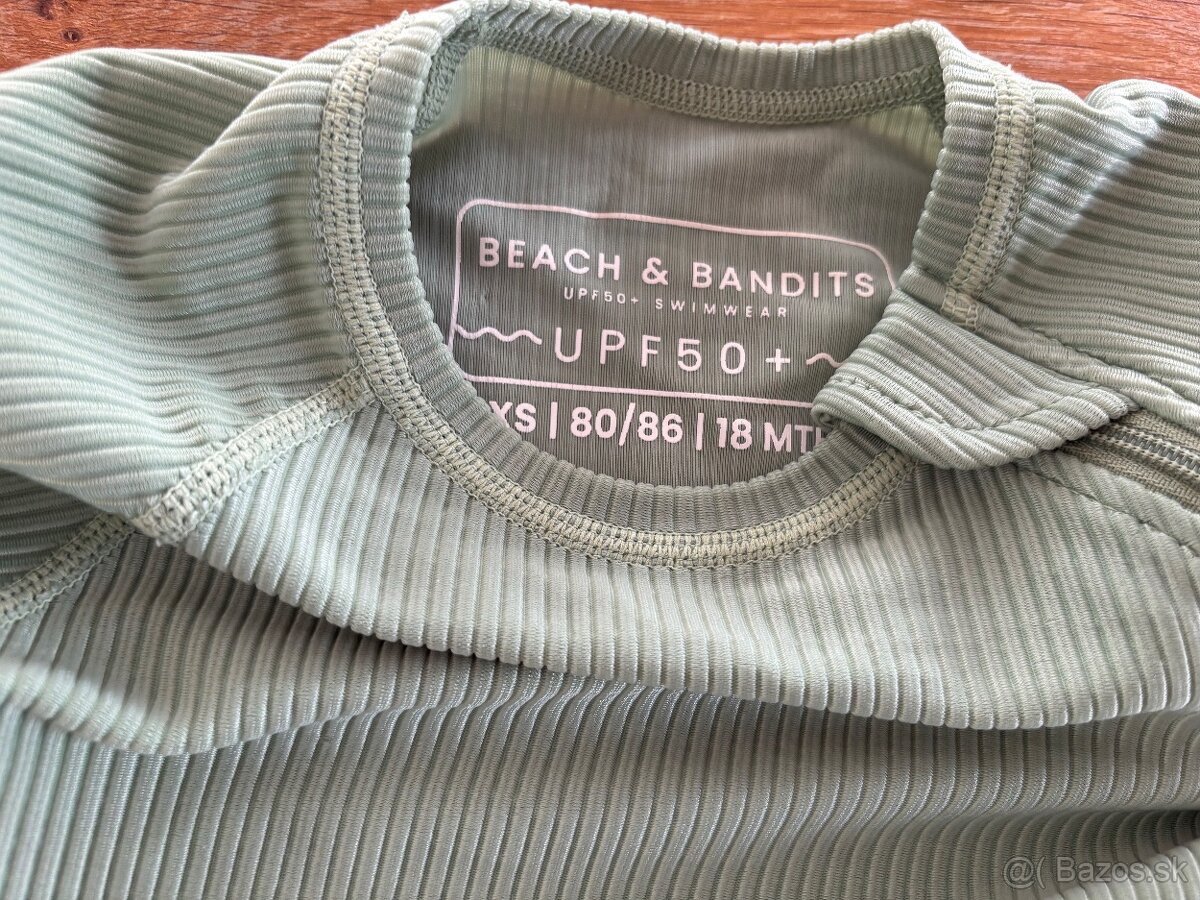 BEACH & BANDITS
UPF50+ SWIMWEAR
UPF50+
XS | 80/86 | 18 MTH
@( Bazos.sk